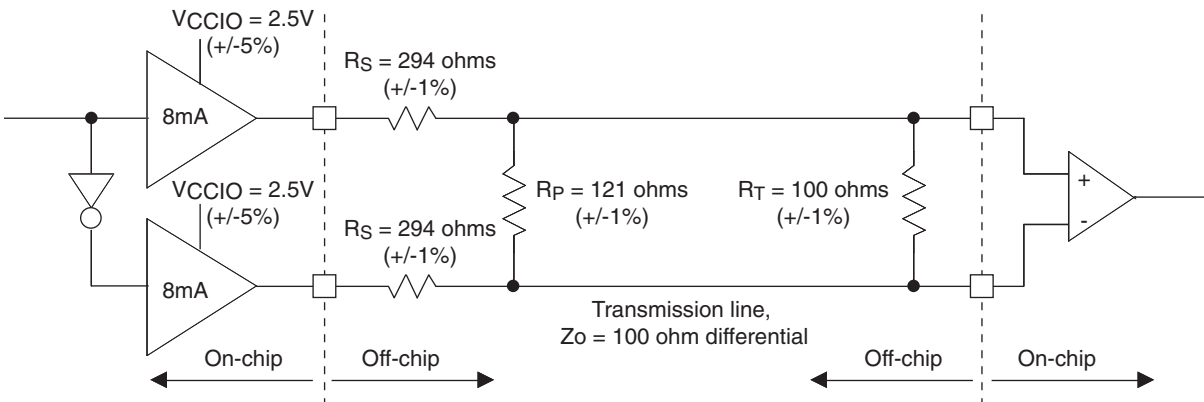 VCCIO = 2.5V
(+/-5%)
8mA
RS = 294 ohms
(+/-1%)
VCCIO = 2.5V
(+/-5%)
8mA
RS = 294 ohms
(+/-1%)
RP = 121 ohms
(+/-1%)
RT = 100 ohms
(+/-1%)
+
-
Transmission line,
Zo = 100 ohm differential
On-chip
Off-chip
Off-chip
On-chip